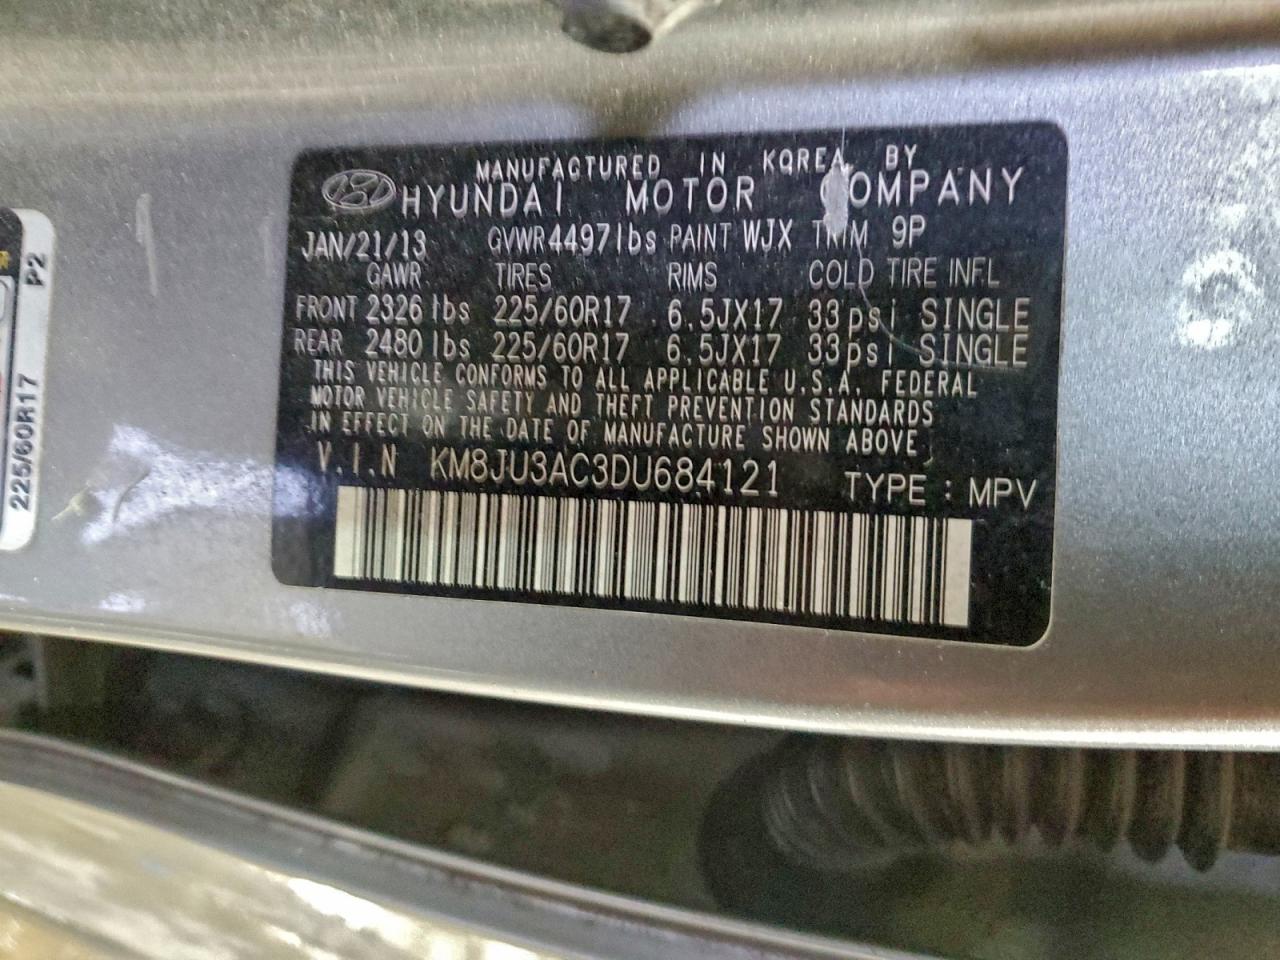 MANUFACTURED IN KOREA BY
HYUNDAI MOTOR COMPANY
JAN/21/13 GVWR 4497lbs PAINT WJX TRIM 9P
GAWR TIRES RIMS COLD TIRE INFL
FRONT 2326 lbs 225/60R17 6.5JX17 33psi SINGLE
REAR 2480 lbs 225/60R17 6.5JX17 33psi SINGLE
THIS VEHICLE CONFORMS TO ALL APPLICABLE U.S.A. FEDERAL
MOTOR VEHICLE SAFETY AND THEFT PREVENTION STANDARDS
IN EFFECT ON THE DATE OF MANUFACTURE SHOWN ABOVE.
V.I.N KM8JU3AC3DU684121 TYPE : MPV
225/60R17 P2